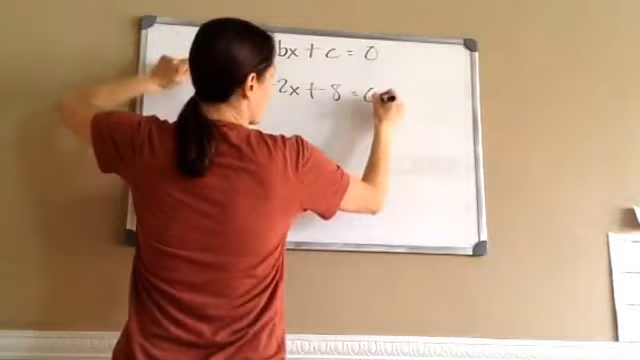 bx + c = 0
2x + 8 = 0